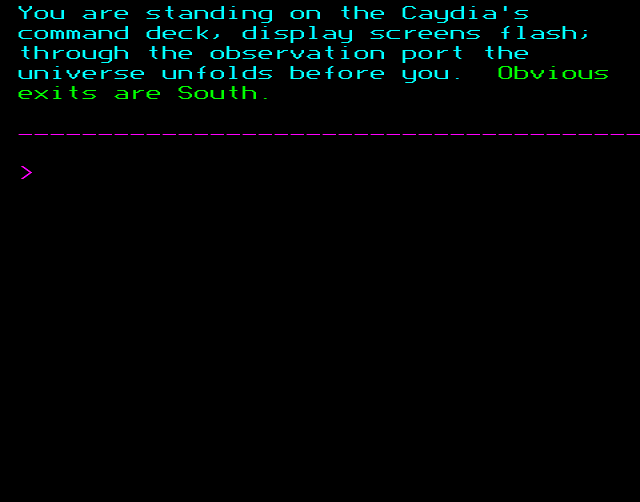 You are standing on the Caydia's
command deck, display screens flash;
through the observation port the
universe unfolds before you.  Obvious
exits are South.
>